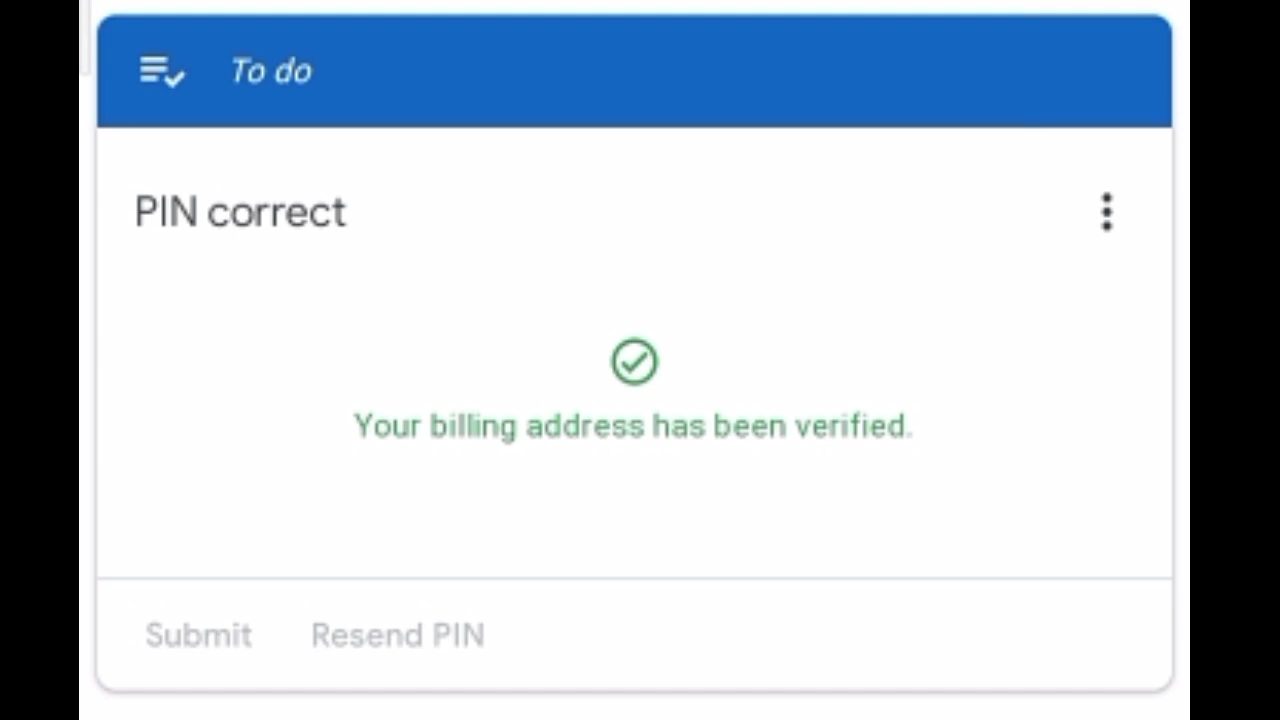 To do
PIN correct
Your billing address has been verified.
Submit Resend PIN